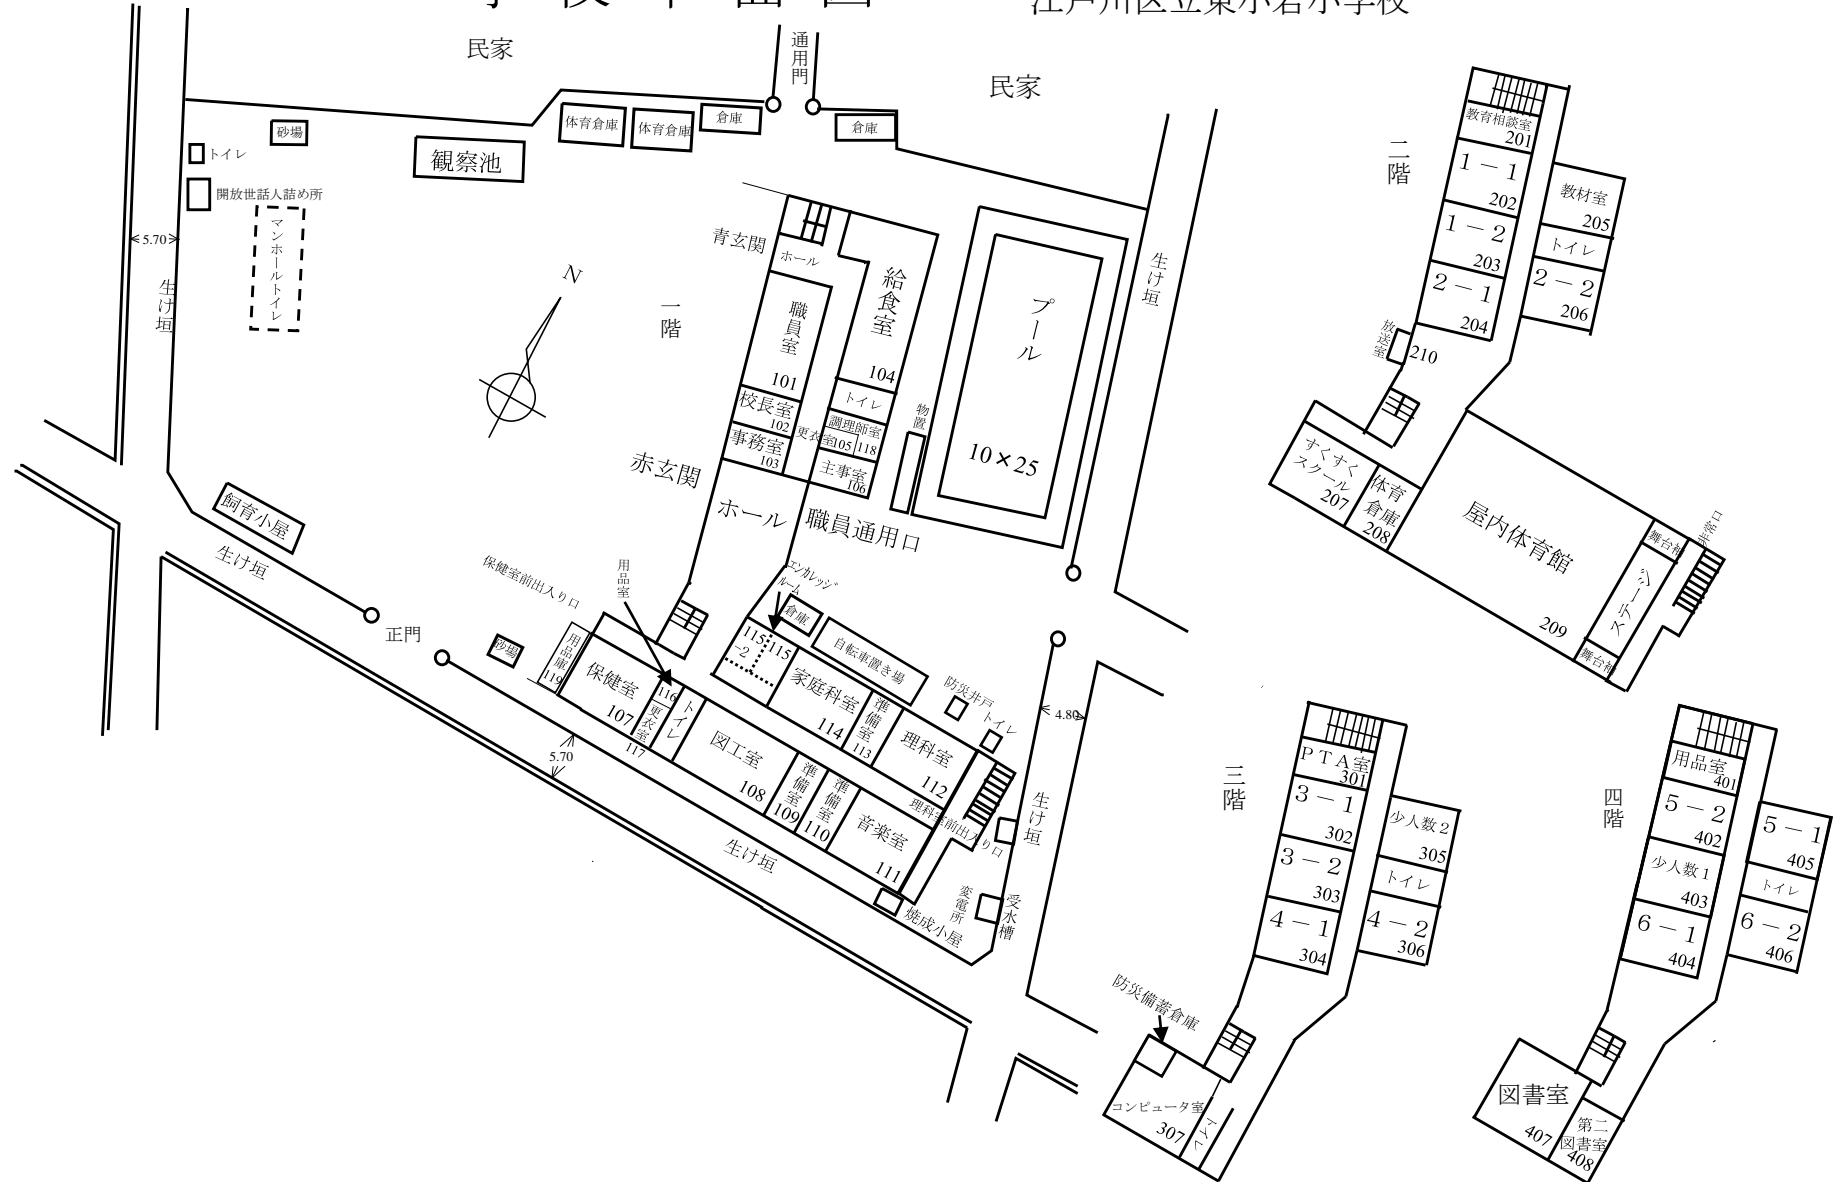 江戸川区立東小岩小学校
民家
通用門
民家
体育倉庫
体育倉庫
倉庫
倉庫
砂場
トイレ
観察池
開放世話人詰め所
マンホールトイレ
5.70
生け垣
N
一階
青玄関
ホール
給食室
104
職員室
101
校長室
102
事務室
103
トイレ
調理師室
更衣室
105
118
主事室
106
物置
プール
10×25
生け垣
赤玄関
ホール
職員通用口
飼育小屋
生け垣
正門
砂場
保健室前出入り口
用品室
エンカレッジルーム
倉庫
自転車置き場
防災井戸
トイレ
用品庫
119
保健室
107
116
更衣室
117
トイレ
図工室
108
準備室
109
準備室
110
音楽室
111
115-2
115
家庭科室
114
準備室
113
理科室
112
理科室前出入り口
5.70
4.80
生け垣
生け垣
変電所
受水槽
焼成小屋
二階
教育相談室
201
1-1
202
1-2
203
2-1
204
教材室
205
トイレ
2-2
206
放送室
210
すくすくスクール
207
体育倉庫
208
屋内体育館
209
舞台袖
ステージ
舞台袖
非常口
三階
PTA室
301
3-1
302
3-2
303
4-1
304
少人数2
305
トイレ
4-2
306
防災備蓄倉庫
コンピュータ室
307
トイレ
四階
用品室
401
5-2
402
少人数1
403
6-1
404
5-1
405
トイレ
6-2
406
図書室
407
第二図書室
408